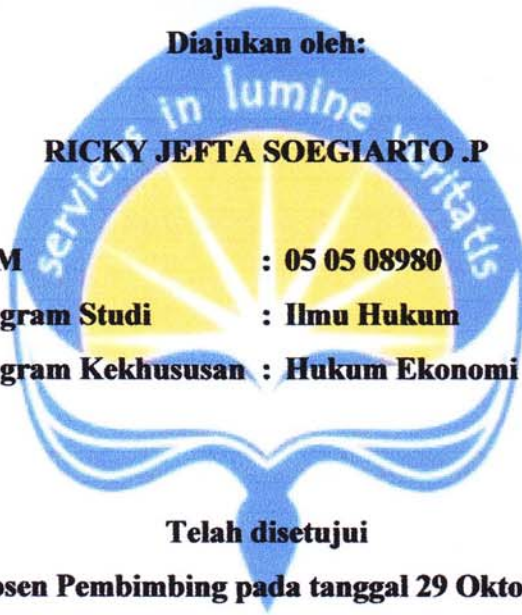 Diajukan oleh:
serviens in lumine veritatis
RICKY JEFTA SOEGIARTO .P
M : 05 05 08980
gram Studi : Ilmu Hukum
gram Kekhususan : Hukum Ekonomi
Telah disetujui
osen Pembimbing pada tanggal 29 Okto